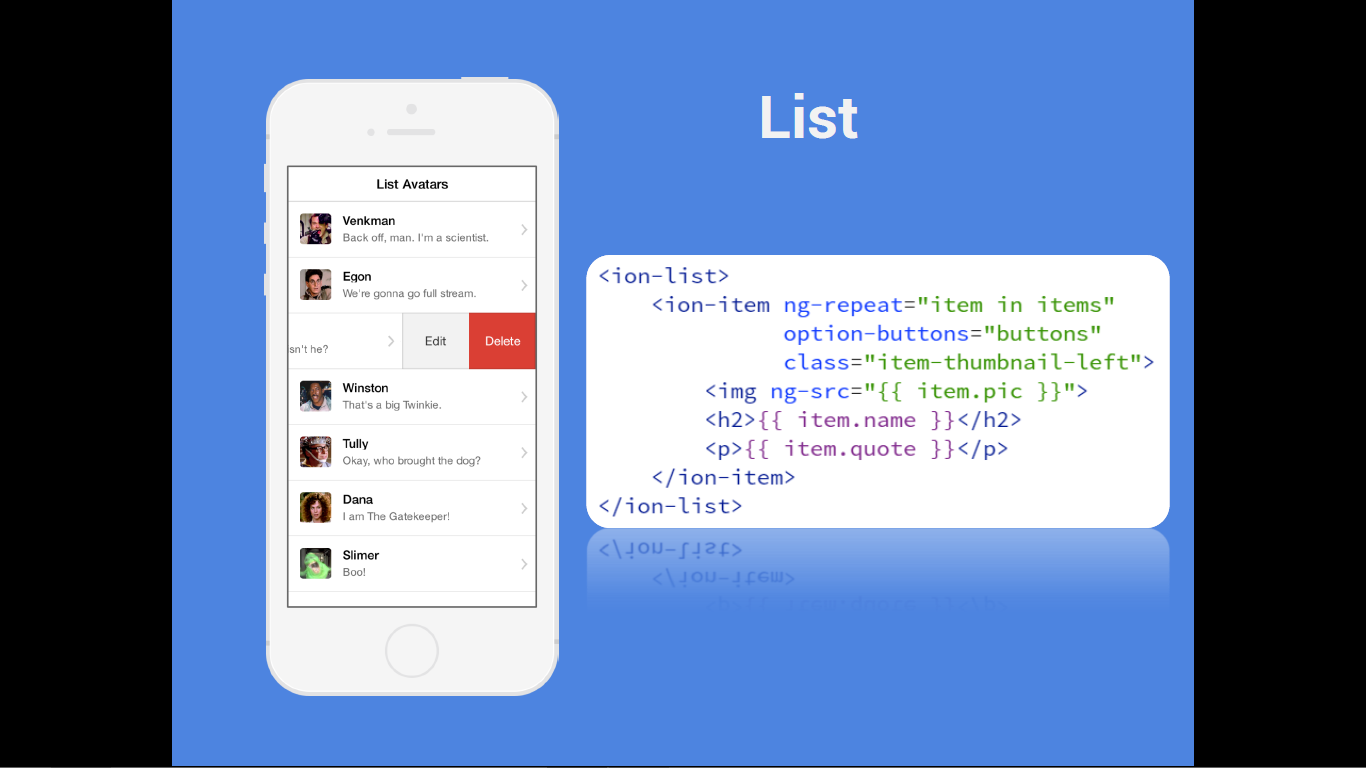 List
List Avatars
Venkman
Back off, man. I'm a scientist.
Egon
We're gonna go full stream.
sn't he?
Edit
Delete
Winston
That's a big Twinkie.
Tully
Okay, who brought the dog?
Dana
I am The Gatekeeper!
Slimer
Boo!
<ion-list>
    <ion-item ng-repeat="item in items"
              option-buttons="buttons"
              class="item-thumbnail-left">
        <img ng-src="{{ item.pic }}">
        <h2>{{ item.name }}</h2>
        <p>{{ item.quote }}</p>
    </ion-item>
</ion-list>